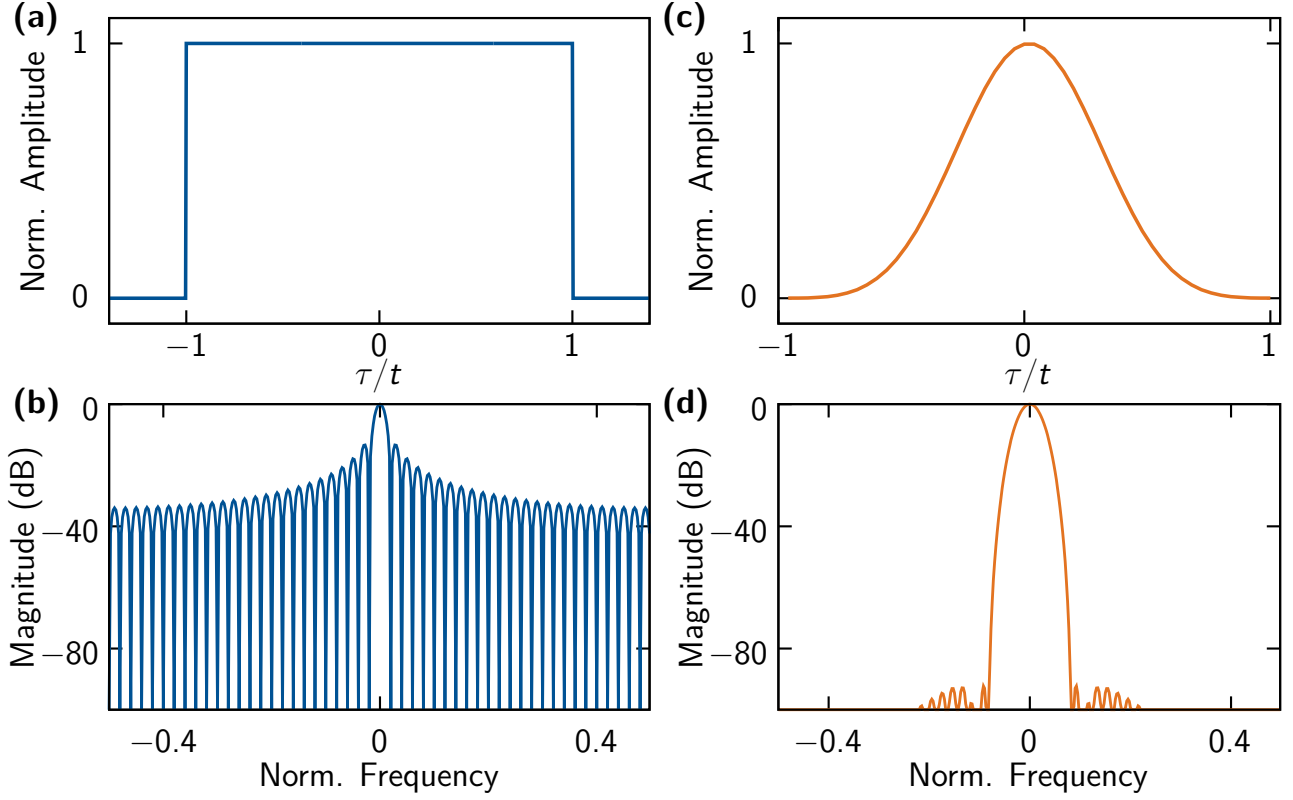 (a)
Norm. Amplitude
1
0
−1 0 1
τ/t
(c)
Norm. Amplitude
1
0
−1 0 1
τ/t
(b)
Magnitude (dB)
0
−40
−80
−0.4 0 0.4
Norm. Frequency
(d)
Magnitude (dB)
0
−40
−80
−0.4 0 0.4
Norm. Frequency